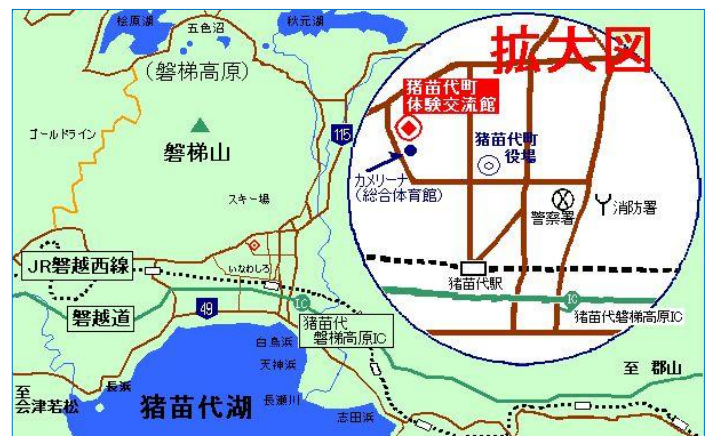 桧原湖
五色沼
秋元湖
(磐梯高原)
拡大図
猪苗代町
体験交流館
115
ゴールドライン
磐梯山
猪苗代町
役場
カメリーナ
(総合体育館)
スキー場
警察署
消防署
JR磐越西線
いなわしろ
猪苗代駅
磐越道
49
IC
IC
猪苗代
磐梯高原IC
猪苗代磐梯高原IC
白鳥浜
天神浜
至 郡山
至
会津若松
長浜
猪苗代湖
長瀬川
志田浜